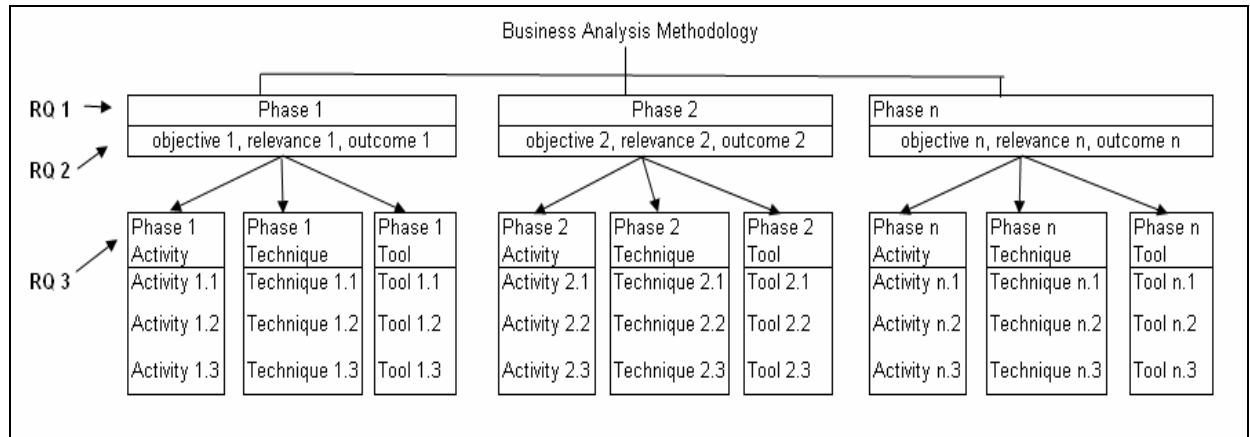 Business Analysis Methodology
RQ 1
Phase 1
Phase 2
Phase n
RQ 2
objective 1, relevance 1, outcome 1
objective 2, relevance 2, outcome 2
objective n, relevance n, outcome n
RQ 3
Phase 1
Activity
Activity 1.1
Activity 1.2
Activity 1.3
Phase 1
Technique
Technique 1.1
Technique 1.2
Technique 1.3
Phase 1
Tool
Tool 1.1
Tool 1.2
Tool 1.3
Phase 2
Activity
Activity 2.1
Activity 2.2
Activity 2.3
Phase 2
Technique
Technique 2.1
Technique 2.2
Technique 2.3
Phase 2
Tool
Tool 2.1
Tool 2.2
Tool 2.3
Phase n
Activity
Activity n.1
Activity n.2
Activity n.3
Phase n
Technique
Technique n.1
Technique n.2
Technique n.3
Phase n
Tool
Tool n.1
Tool n.2
Tool n.3